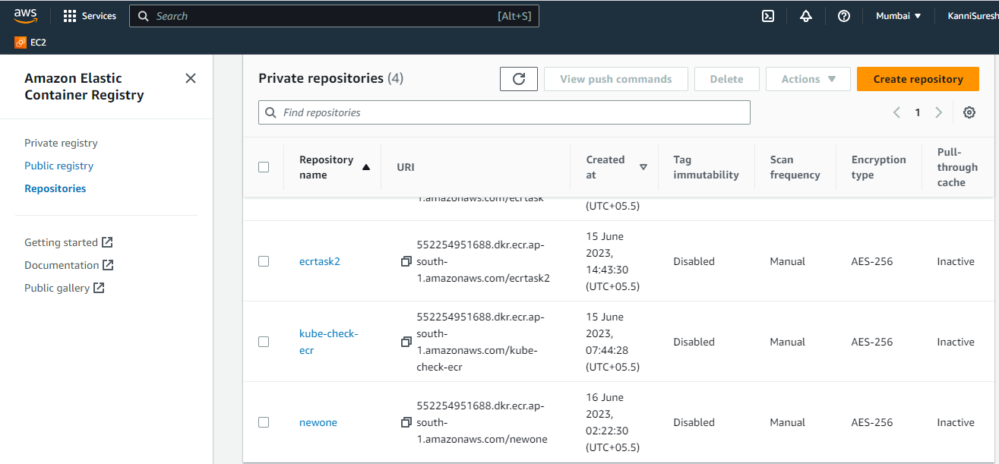 aws
Services
Search
[Alt+S]
Mumbai
KanniSuresh
EC2
Amazon Elastic
Container Registry
Private registry
Public registry
Repositories
Getting started
Documentation
Public gallery
Private repositories (4)
View push commands
Delete
Actions
Create repository
Find repositories
1
Repository
name
URI
Created
at
Tag
immutability
Scan
frequency
Encryption
type
Pull-
through
cache
1.amazonaws.com/ecrtask
(UTC+05.5)
ecrtask2
552254951688.dkr.ecr.ap-
south-
1.amazonaws.com/ecrtask2
15 June
2023,
14:43:30
(UTC+05.5)
Disabled
Manual
AES-256
Inactive
kube-check-
ecr
552254951688.dkr.ecr.ap-
south-
1.amazonaws.com/kube-
check-ecr
15 June
2023,
07:44:28
(UTC+05.5)
Disabled
Manual
AES-256
Inactive
newone
552254951688.dkr.ecr.ap-
south-
1.amazonaws.com/newone
16 June
2023,
02:22:30
(UTC+05.5)
Disabled
Manual
AES-256
Inactive